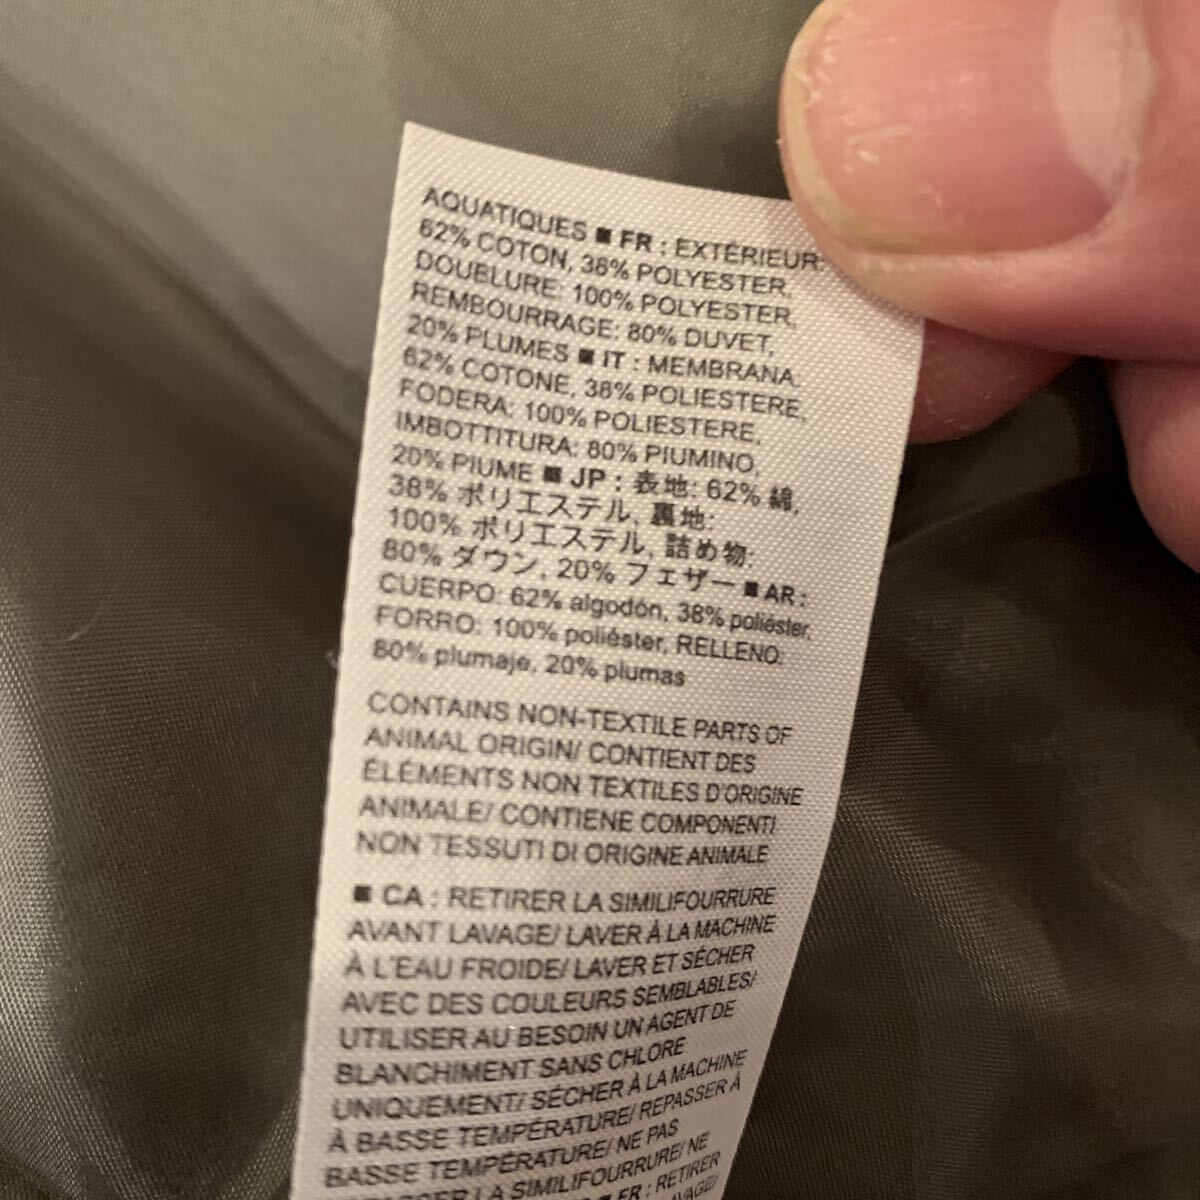 AQUATIQUES ■ FR : EXTÉRIEUR:
62% COTON, 38% POLYESTER,
DOUBLURE: 100% POLYESTER,
REMBOURRAGE: 80% DUVET,
20% PLUMES ■ IT : MEMBRANA:
62% COTONE, 38% POLIESTERE,
FODERA: 100% POLIESTERE,
IMBOTTITURA: 80% PIUMINO,
20% PIUME ■ JP : 表地: 62% 綿,
38% ポリエステル, 裏地:
100% ポリエステル, 詰め物:
80% ダウン, 20% フェザー ■ AR :
CUERPO: 62% algodón, 38% poliéster,
FORRO: 100% poliéster, RELLENO:
80% plumaje, 20% plumas
CONTAINS NON-TEXTILE PARTS OF
ANIMAL ORIGIN/ CONTIENT DES
ÉLÉMENTS NON TEXTILES D'ORIGINE
ANIMALE/ CONTIENE COMPONENTI
NON TESSUTI DI ORIGINE ANIMALE
■ CA : RETIRER LA SIMILIFOURRURE
AVANT LAVAGE/ LAVER À LA MACHINE
À L'EAU FROIDE/ LAVER ET SÉCHER
AVEC DES COULEURS SEMBLABLES/
UTILISER AU BESOIN UN AGENT DE
BLANCHIMENT SANS CHLORE
UNIQUEMENT/ SÉCHER À LA MACHINE
À BASSE TEMPÉRATURE/ REPASSER À
BASSE TEMPÉRATURE/ NE PAS
REPASSER LA SIMILIFOURRURE/ NE
■ FR : RETIRER
LAVAGE/